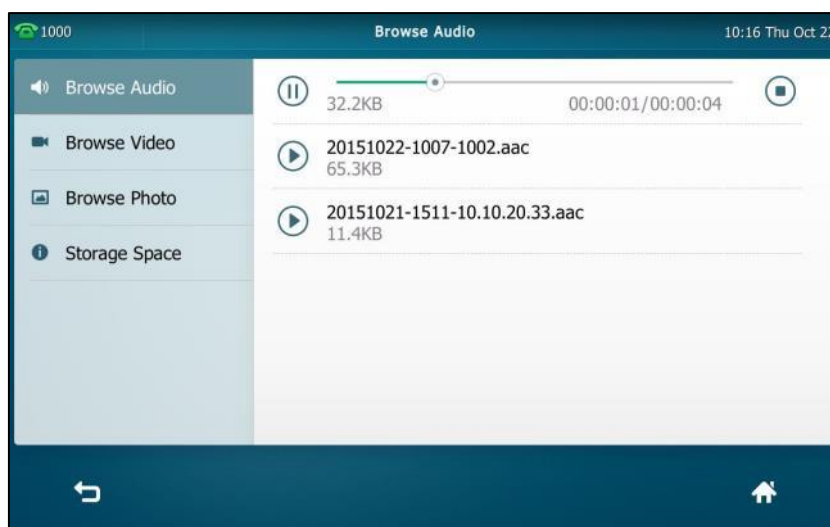 1000 Browse Audio 10:16 Thu Oct 22
Browse Audio
Browse Video
Browse Photo
Storage Space
32.2KB 00:00:01/00:00:04
20151022-1007-1002.aac
65.3KB
20151021-1511-10.10.20.33.aac
11.4KB